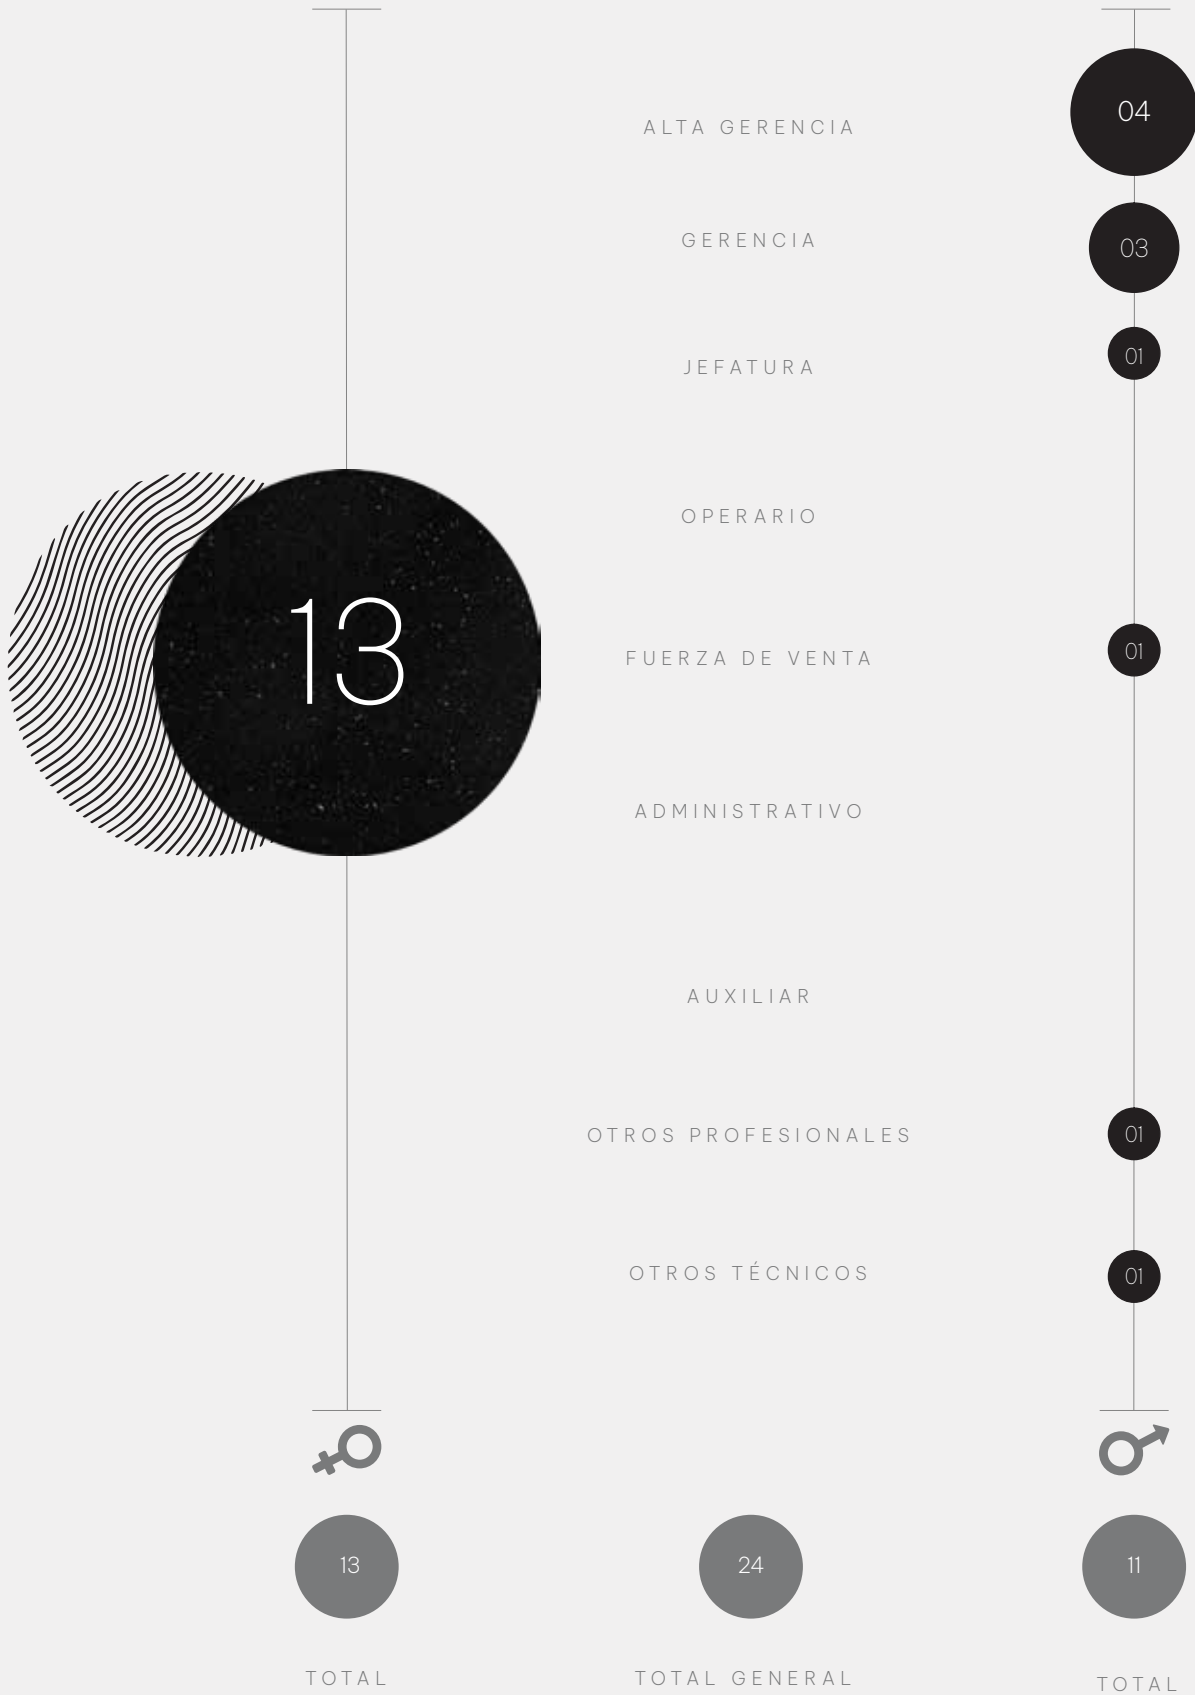 04
ALTA GERENCIA
GERENCIA
03
JEFATURA
01
OPERARIO
13
FUERZA DE VENTA
01
ADMINISTRATIVO
AUXILIAR
OTROS PROFESIONALES
01
OTROS TÉCNICOS
01
13
24
11
TOTAL
TOTAL GENERAL
TOTAL